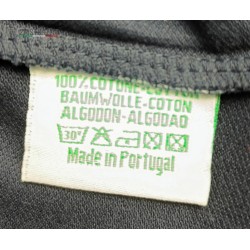 100% COTONE-COTTON
BAUMWOLLE-COTON
ALGODON-ALGODAO
30°
Made in Portugal